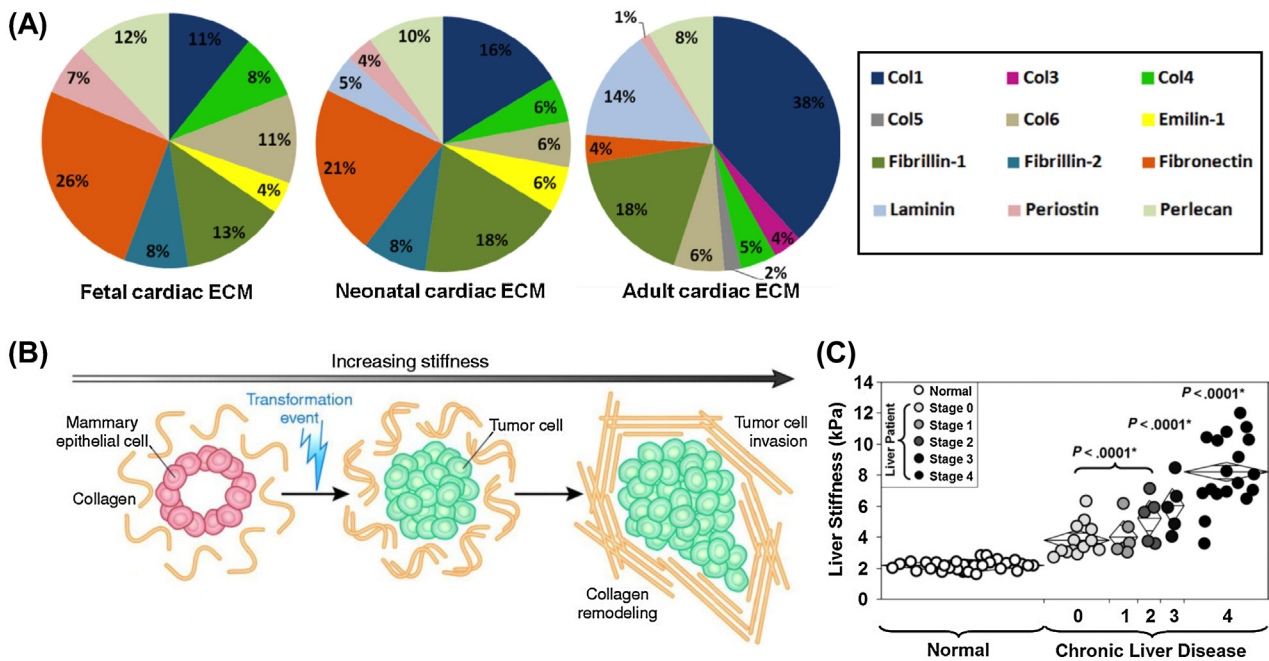 (A)
12%
11%
8%
11%
4%
13%
8%
26%
7%
Fetal cardiac ECM
10%
16%
6%
6%
6%
18%
8%
21%
5%
4%
Neonatal cardiac ECM
1%
8%
38%
4%
5%
2%
6%
18%
4%
14%
Adult cardiac ECM
Col1 Col3 Col4
Col5 Col6 Emilin-1
Fibrillin-1 Fibrillin-2 Fibronectin
Laminin Periostin Perlecan
(B)
Increasing stiffness
Mammary
epithelial cell
Collagen
Transformation
event
Tumor cell
Tumor cell
invasion
Collagen
remodeling
(C)
Liver Stiffness (kPa)
14
12
10
8
6
4
2
0
Normal
Liver Patient
Stage 0
Stage 1
Stage 2
Stage 3
Stage 4
P < .0001*
P < .0001*
P < .0001*
0 1 2 3 4
Normal Chronic Liver Disease